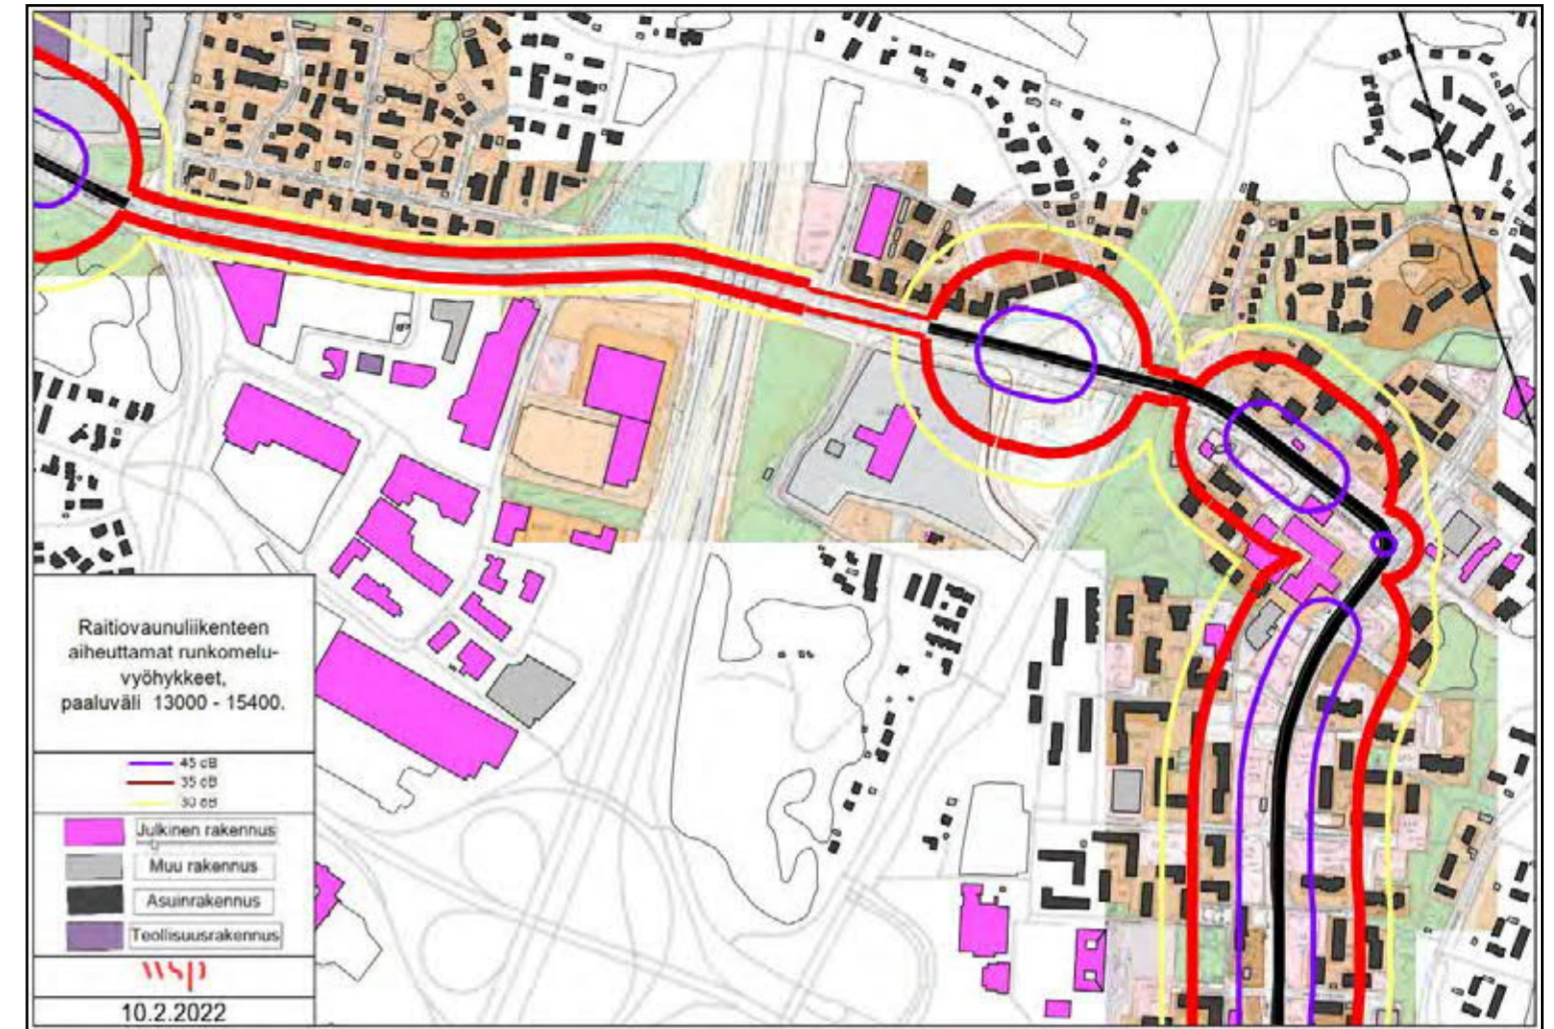 Raitiovaunuliikenteen
aiheuttamat runkomelu-
vyöhykkeet,
paaluväli 13000 - 15400.
45 dB
35 dB
30 dB
Julkinen rakennus
Muu rakennus
Asuinrakennus
Teollisuusrakennus
wsp
10.2.2022